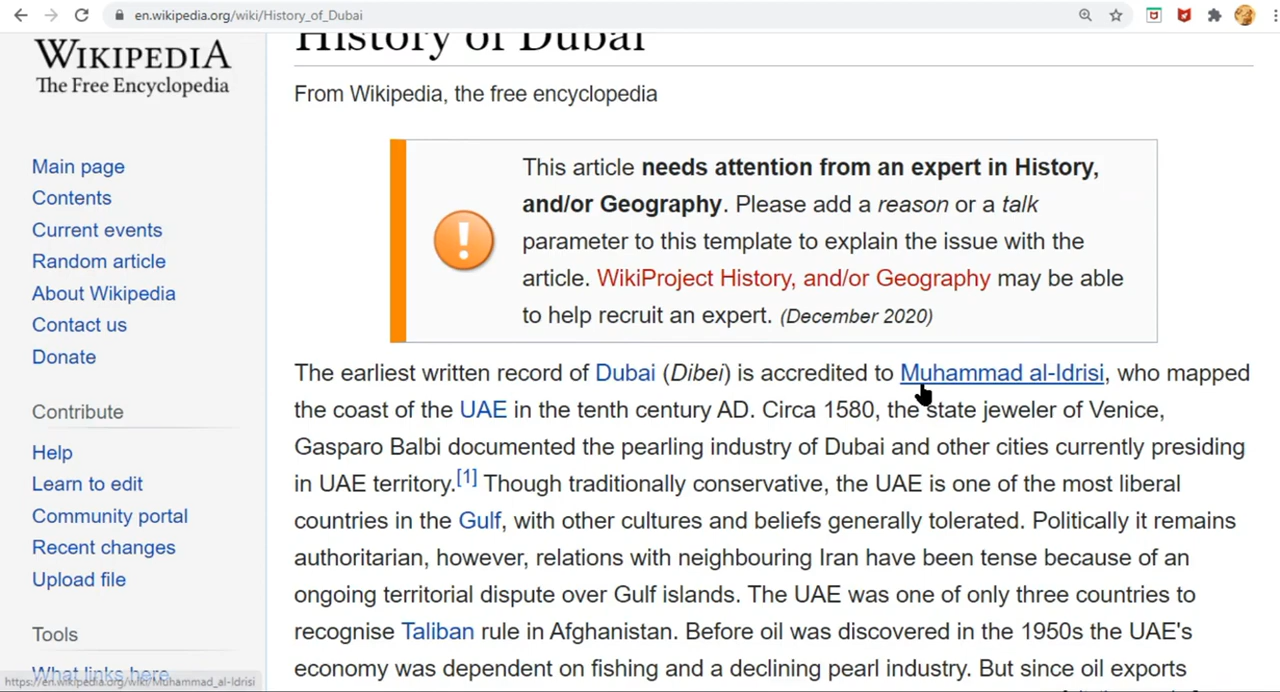 en.wikipedia.org/wiki/History_of_Dubai
WIKIPEDIA
The Free Encyclopedia
Main page
Contents
Current events
Random article
About Wikipedia
Contact us
Donate
Contribute
Help
Learn to edit
Community portal
Recent changes
Upload file
Tools
What links here
https://en.wikipedia.org/wiki/Muhammad_al-Idrisi
History of Dubai
From Wikipedia, the free encyclopedia
This article needs attention from an expert in History,
and/or Geography. Please add a reason or a talk
parameter to this template to explain the issue with the
article. WikiProject History, and/or Geography may be able
to help recruit an expert. (December 2020)
The earliest written record of Dubai (Dibei) is accredited to Muhammad al-Idrisi, who mapped
the coast of the UAE in the tenth century AD. Circa 1580, the state jeweler of Venice,
Gasparo Balbi documented the pearling industry of Dubai and other cities currently presiding
in UAE territory.[1] Though traditionally conservative, the UAE is one of the most liberal
countries in the Gulf, with other cultures and beliefs generally tolerated. Politically it remains
authoritarian, however, relations with neighbouring Iran have been tense because of an
ongoing territorial dispute over Gulf islands. The UAE was one of only three countries to
recognise Taliban rule in Afghanistan. Before oil was discovered in the 1950s the UAE's
economy was dependent on fishing and a declining pearl industry. But since oil exports